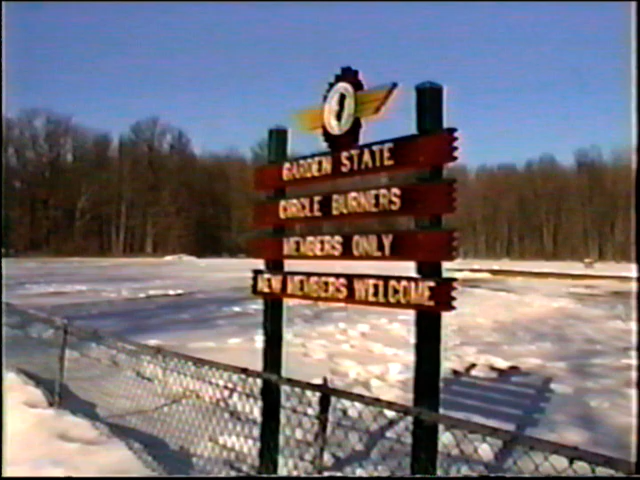 GARDEN STATE
CIRCLE BURNERS
MEMBERS ONLY
NEW MEMBERS WELCOME